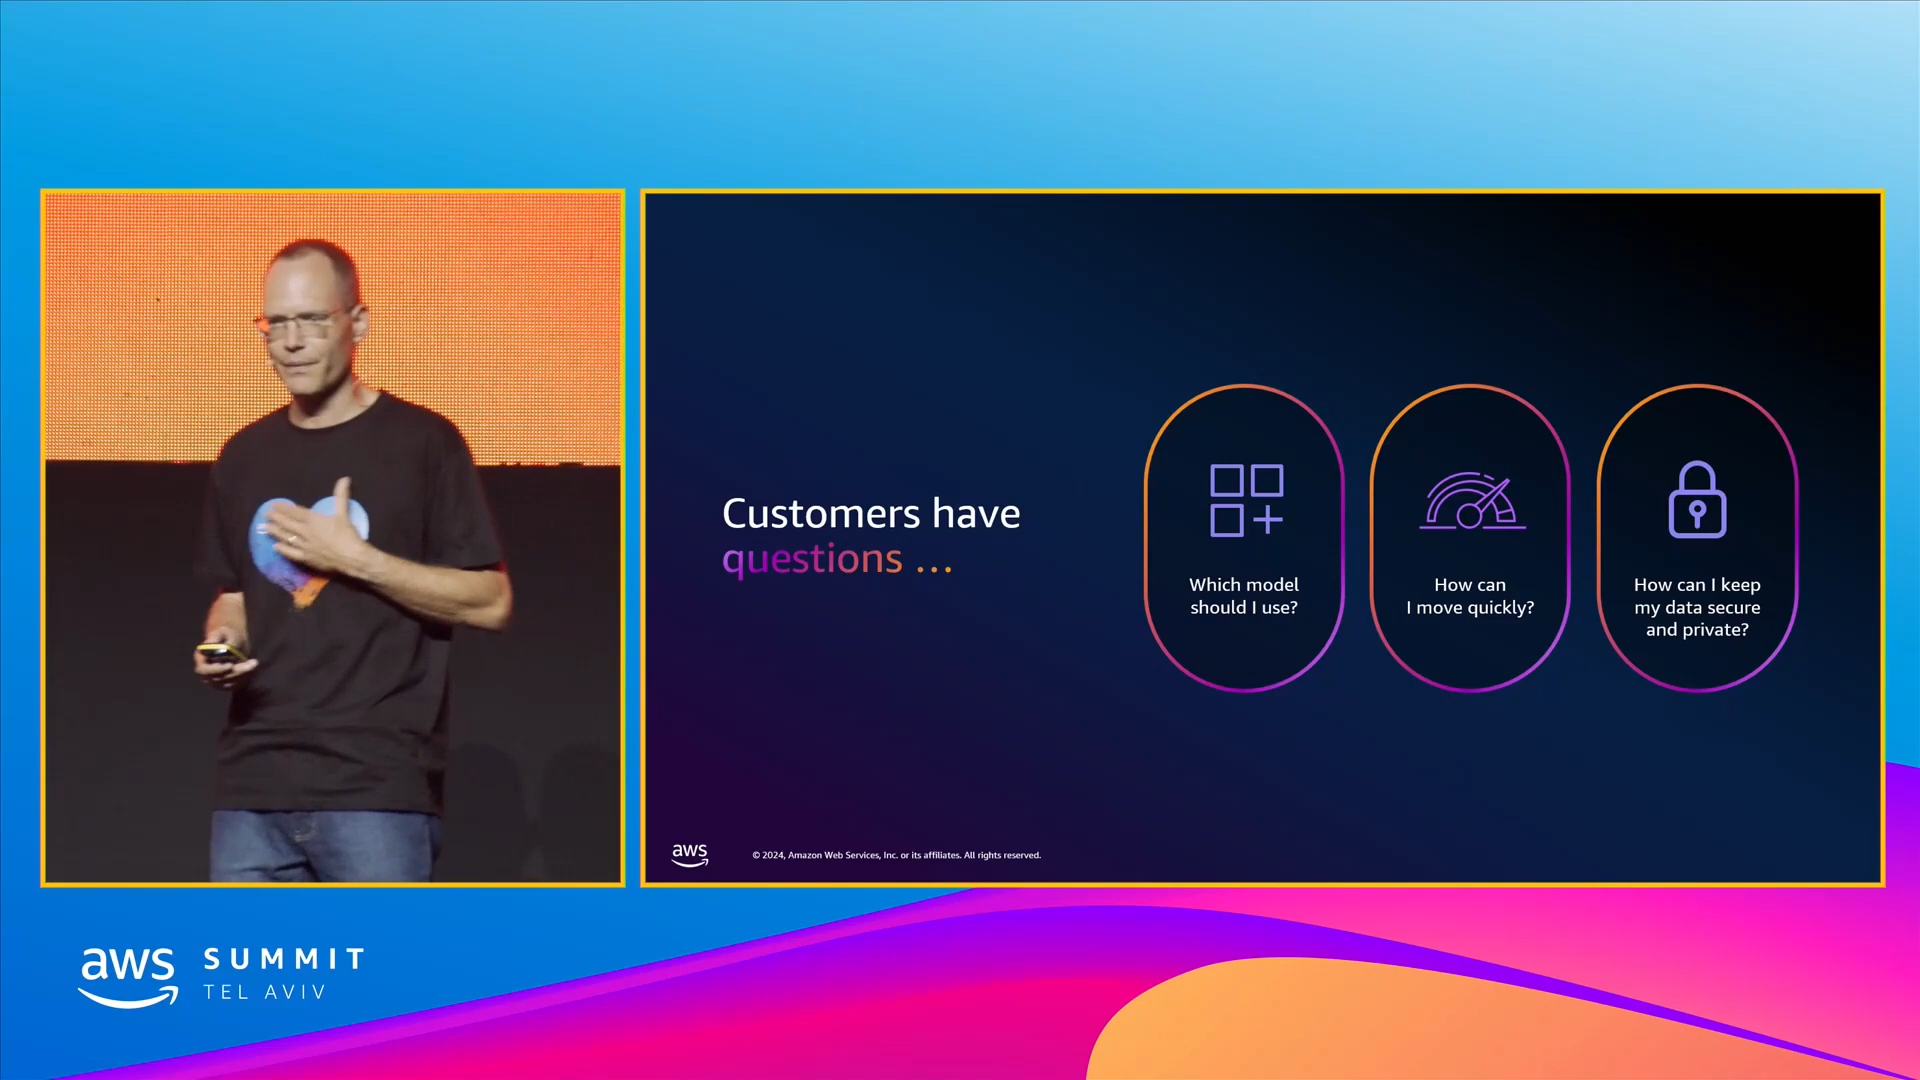 Customers have
questions ...
Which model
should I use?
How can
I move quickly?
How can I keep
my data secure
and private?
aws
© 2024, Amazon Web Services, Inc. or its affiliates. All rights reserved.
aws
SUMMIT
TEL AVIV